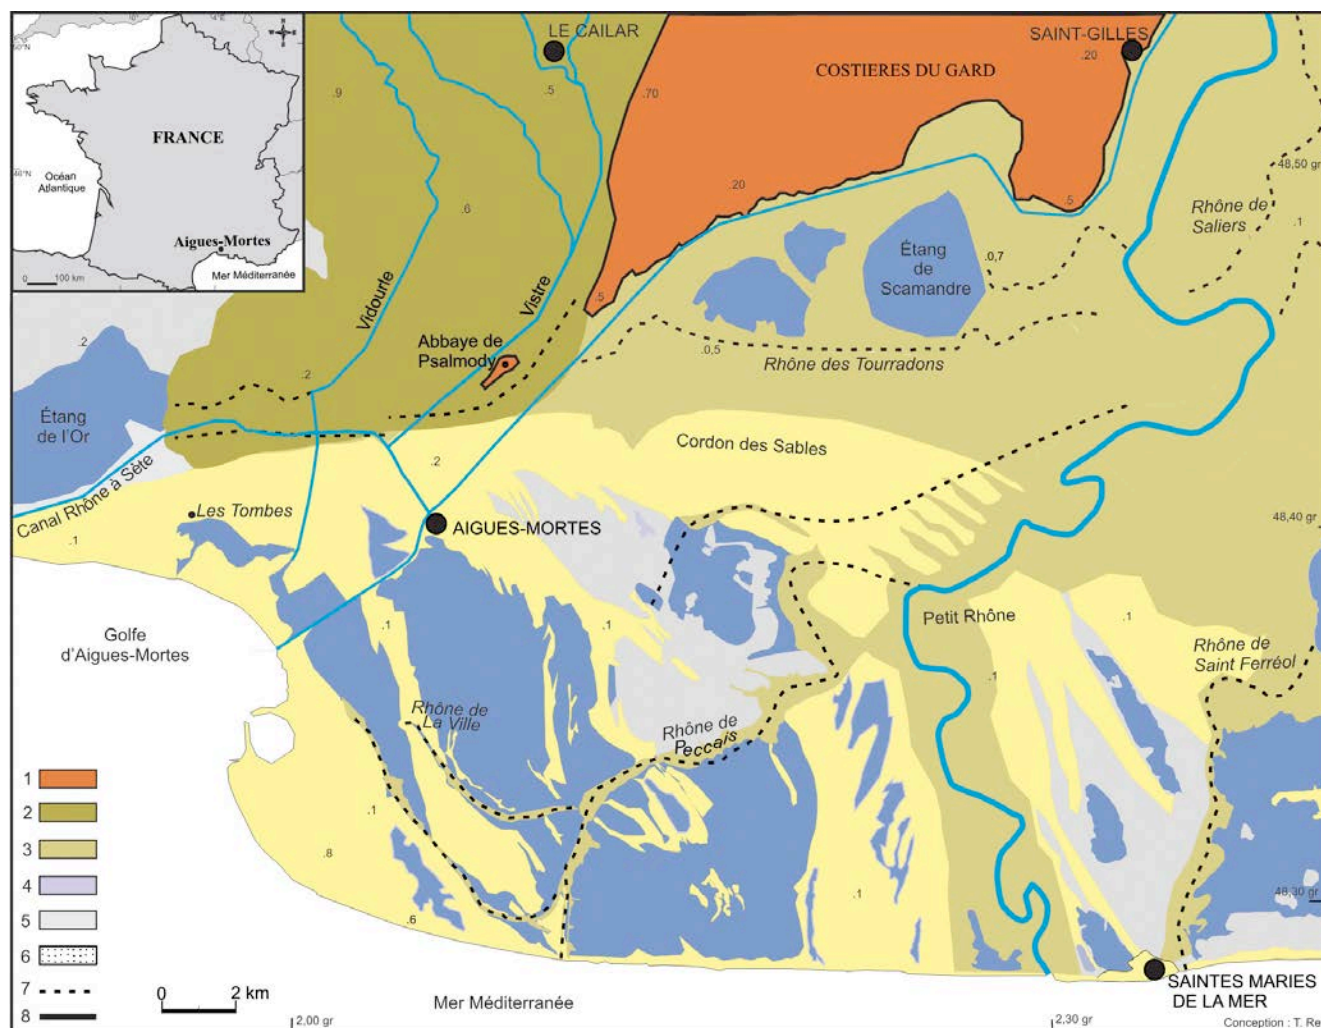 LE CAILAR
SAINT-GILLES
COSTIERES DU GARD
FRANCE
Océan
Atlantique
Aigues-Mortes
Mer Méditerranée
0
100 km
.9
.5
.70
.20
.6
.20
.5
48,50 gr
Rhône de
Saliers
.1
Étang
de
Scamandre
0,7
Vidourle
Vistre
.5
.2
Abbaye de
Psalmody
.0,5
Rhône des Tourradons
.2
Étang
de l'Or
Cordon des Sables
.2
Canal Rhône à Sète
Les Tombes
.1
AIGUES-MORTES
48,40 gr
Golfe
d'Aigues-Mortes
.1
.1
Petit Rhône
.1
Rhône de
Saint Ferréol
.1
Rhône de
La Ville
Rhône de
Peccais
.1
.8
.6
.1
48,30 gr
1
2
3
4
5
6
7
8
0
2 km
Mer Méditerranée
SAINTES MARIES
DE LA MER
2,00 gr
2,30 gr
Conception : T. Re